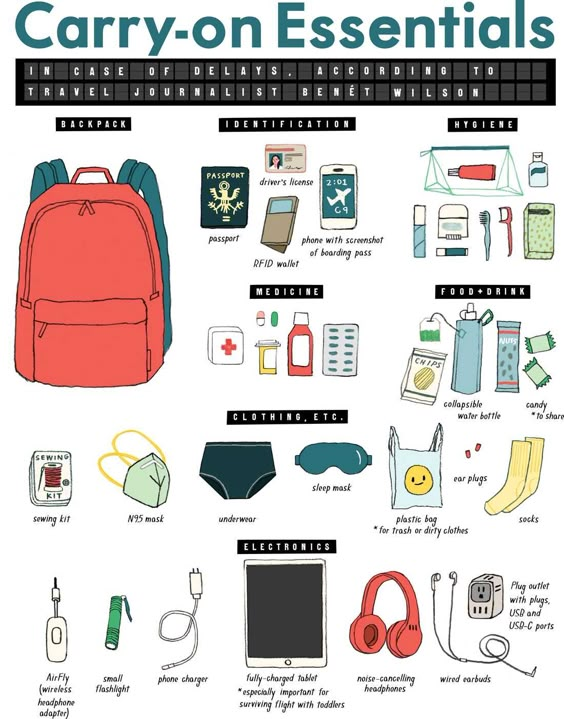 Carry-on Essentials
IN CASE OF DELAYS, ACCORDING TO
TRAVEL JOURNALIST BENÉT WILSON
BACKPACK
IDENTIFICATION
HYGIENE
PASSPORT
driver's license
2:01
C9
passport
RFID wallet
phone with screenshot
of boarding pass
MEDICINE
FOOD+DRINK
CHIPS
NUTS
collapsible
water bottle
candy
*to share
CLOTHING, ETC.
SEWING
KIT
sewing kit
N95 mask
underwear
sleep mask
plastic bag
*for trash or dirty clothes
ear plugs
socks
ELECTRONICS
AirFly
(wireless
headphone
adapter)
small
flashlight
phone charger
fully-charged tablet
*especially important for
surviving flight with toddlers
noise-cancelling
headphones
wired earbuds
Plug outlet
with plugs,
USB and
USB-C ports